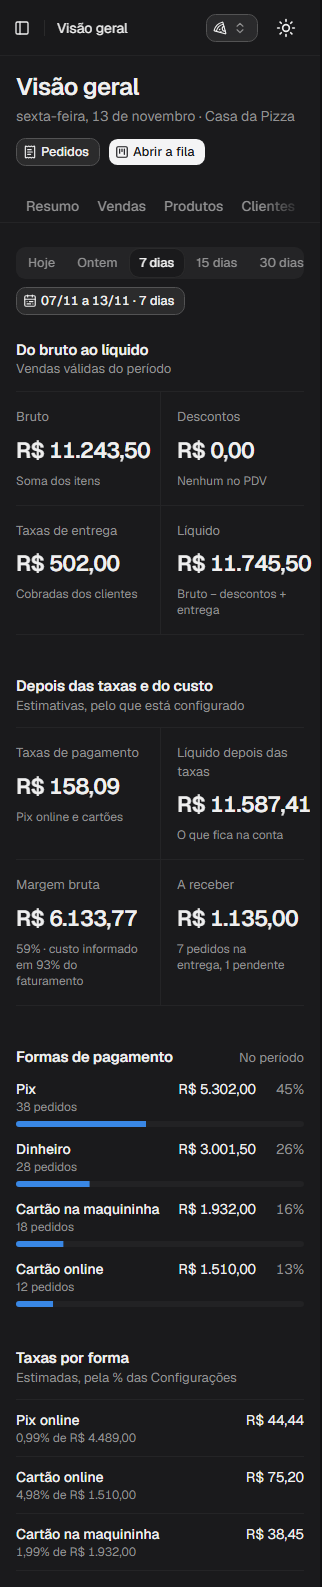 Visão geral
Visão geral
sexta-feira, 13 de novembro · Casa da Pizza
Pedidos
Abrir a fila
Resumo Vendas Produtos Clientes
Hoje Ontem 7 dias 15 dias 30 dias
07/11 a 13/11 · 7 dias
Do bruto ao líquido
Vendas válidas do período
Bruto
R$ 11.243,50
Soma dos itens
Descontos
R$ 0,00
Nenhum no PDV
Taxas de entrega
R$ 502,00
Cobradas dos clientes
Líquido
R$ 11.745,50
Bruto − descontos +
entrega
Depois das taxas e do custo
Estimativas, pelo que está configurado
Taxas de pagamento
R$ 158,09
Pix online e cartões
Líquido depois das
taxas
R$ 11.587,41
O que fica na conta
Margem bruta
R$ 6.133,77
59% · custo informado
em 93% do
faturamento
A receber
R$ 1.135,00
7 pedidos na
entrega, 1 pendente
Formas de pagamento No período
Pix R$ 5.302,00 45%
38 pedidos
Dinheiro R$ 3.001,50 26%
28 pedidos
Cartão na maquininha R$ 1.932,00 16%
18 pedidos
Cartão online R$ 1.510,00 13%
12 pedidos
Taxas por forma
Estimadas, pela % das Configurações
Pix online R$ 44,44
0,99% de R$ 4.489,00
Cartão online R$ 75,20
4,98% de R$ 1.510,00
Cartão na maquininha R$ 38,45
1,99% de R$ 1.932,00